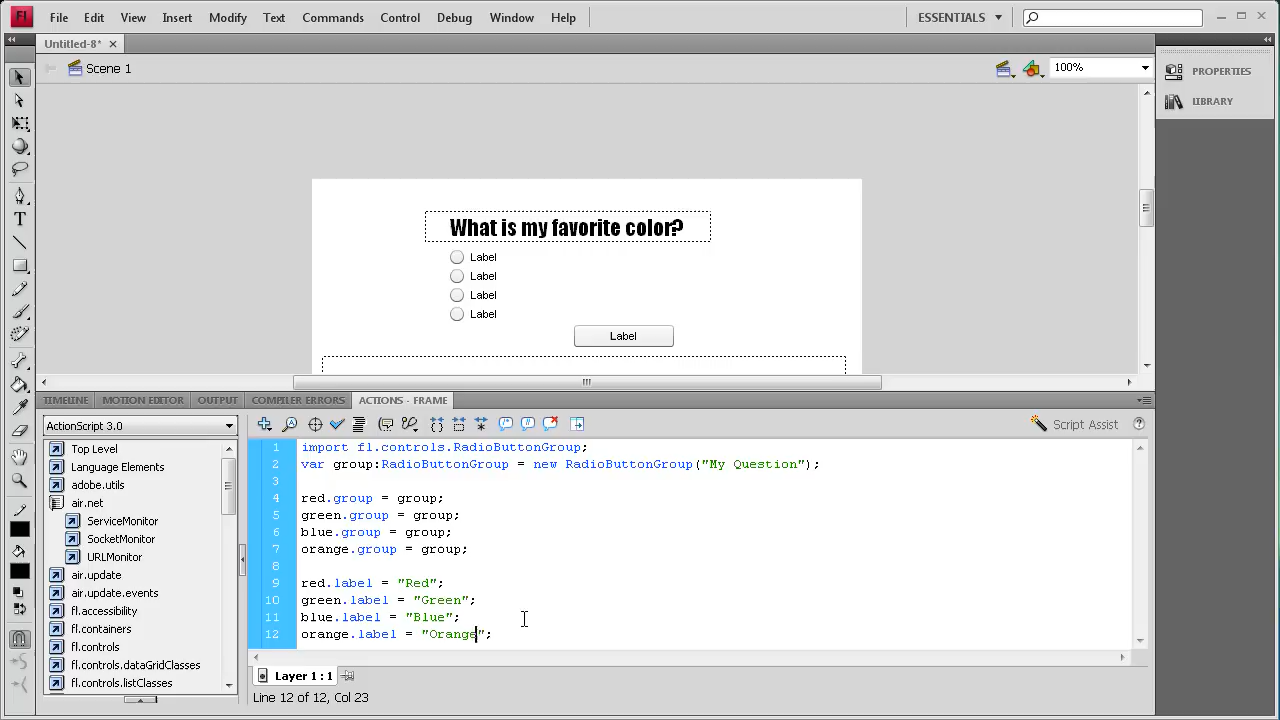 Fl File Edit View Insert Modify Text Commands Control Debug Window Help ESSENTIALS
Untitled-8*
Scene 1 100%
PROPERTIES
LIBRARY
What is my favorite color?
Label
Label
Label
Label
Label
TIMELINE MOTION EDITOR OUTPUT COMPILER ERRORS ACTIONS - FRAME
ActionScript 3.0
Script Assist
Top Level
Language Elements
adobe.utils
air.net
ServiceMonitor
SocketMonitor
URLMonitor
air.update
air.update.events
fl.accessibility
fl.containers
fl.controls
fl.controls.dataGridClasses
fl.controls.listClasses
1 import fl.controls.RadioButtonGroup;
2 var group:RadioButtonGroup = new RadioButtonGroup("My Question");
3
4 red.group = group;
5 green.group = group;
6 blue.group = group;
7 orange.group = group;
8
9 red.label = "Red";
10 green.label = "Green";
11 blue.label = "Blue";
12 orange.label = "Orange";
Layer 1 : 1
Line 12 of 12, Col 23